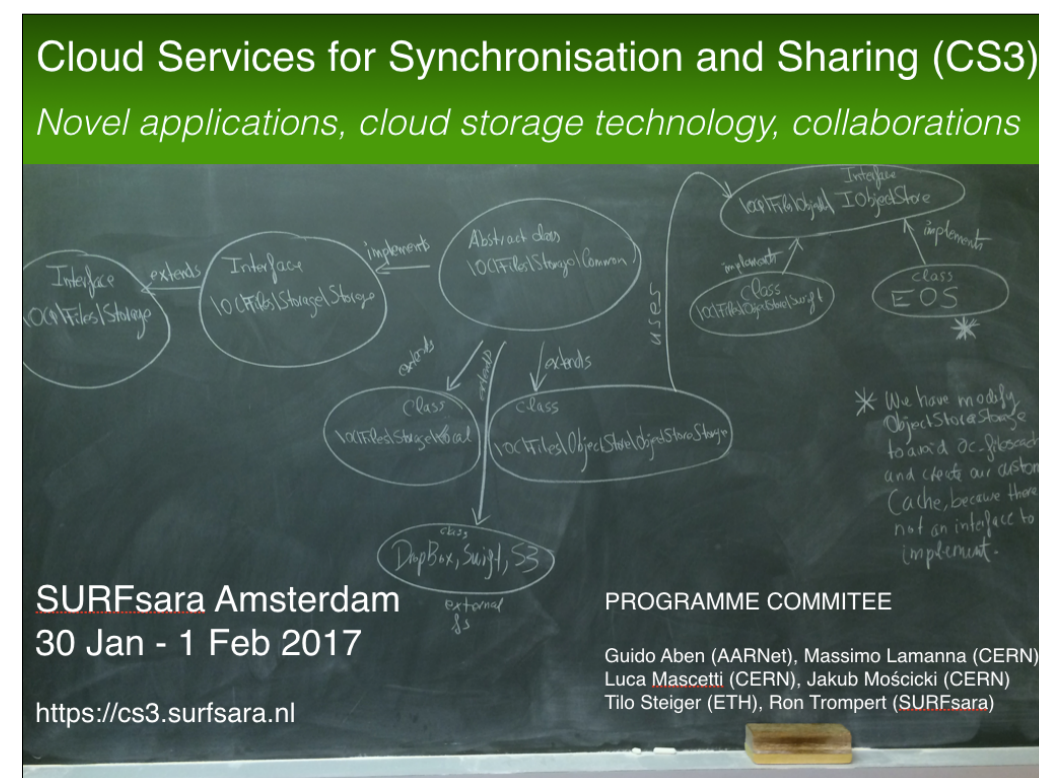 Cloud Services for Synchronisation and Sharing (CS3)
Novel applications, cloud storage technology, collaborations
Interface
\OCP\Files\Storage
extends
Interface
\OC\Files\Storage\Storage
implements
Abstract class
\OC\Files\Storage\Common
Interface
IObjectStore
implements
class
\OC\Files\ObjectStore\Swift
implements
class
EOS
*
uses
extends
extends
extends
Class
\OC\Files\Storage\Local
class
\OC\Files\ObjectStore\ObjectStoreStorage
class
DropBox, Swift, S3
external
fs
* We have modify
ObjectStoreStorage
to avoid oc_filecach
and create our custom
Cache, because there
not an interface to
implement.
SURFsara Amsterdam
30 Jan - 1 Feb 2017
https://cs3.surfsara.nl
PROGRAMME COMMITEE
Guido Aben (AARNet), Massimo Lamanna (CERN)
Luca Mascetti (CERN), Jakub Mościcki (CERN)
Tilo Steiger (ETH), Ron Trompert (SURFsara)